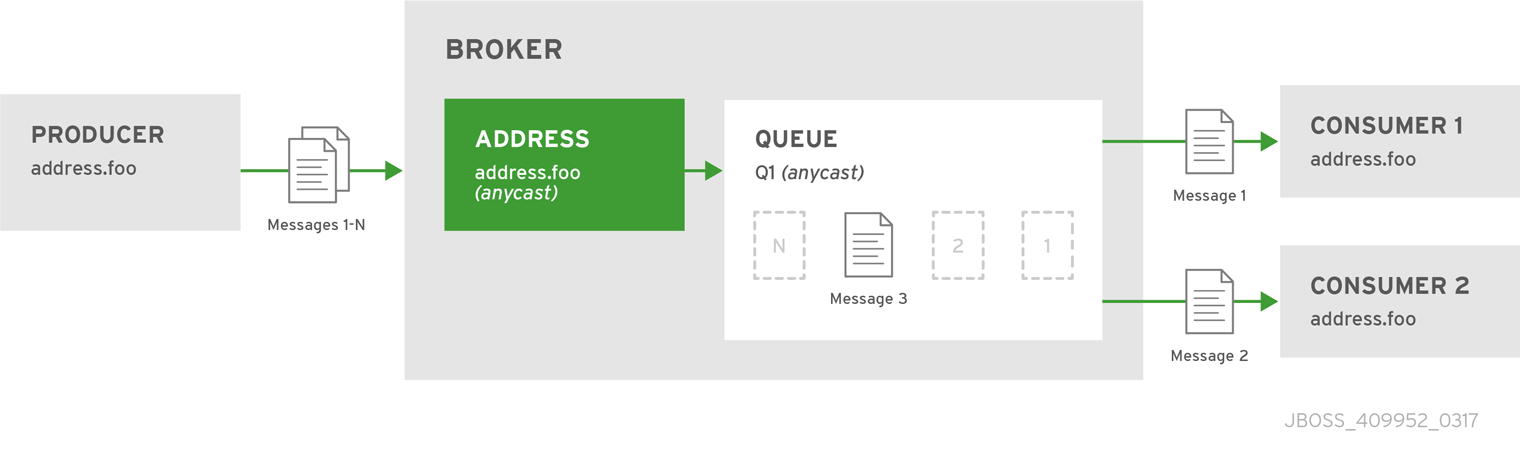 BROKER
PRODUCER
address.foo
Messages 1-N
ADDRESS
address.foo
(anycast)
QUEUE
Q1 (anycast)
N
2
1
Message 3
Message 1
CONSUMER 1
address.foo
Message 2
CONSUMER 2
address.foo
JBOSS_409952_0317